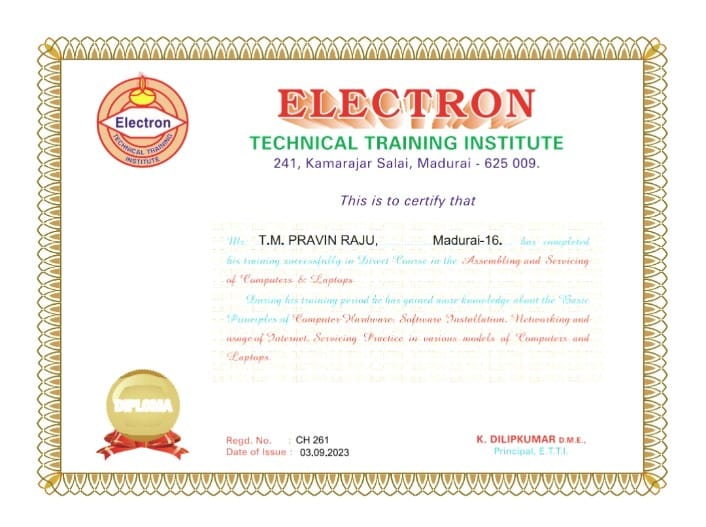 Electron
TECHNICAL TRAINING
INSTITUTE
ELECTRON
TECHNICAL TRAINING INSTITUTE
241, Kamarajar Salai, Madurai - 625 009.
This is to certify that
Mr. T.M. PRAVIN RAJU, Madurai-16. has completed
his training successfully in Direct Course in the Assembling and Servicing
of Computers & Laptops
During his training period he has gained more knowledge about the Basic
Principles of Computer Hardware, Software Installation, Networking and
usage of Internet, Servicing Practice in various models of Computers and
Laptops.
DIPLOMA
Regd. No. : CH 261
Date of Issue : 03.09.2023
K. DILIPKUMAR D.M.E.,
Principal, E.T.T.I.